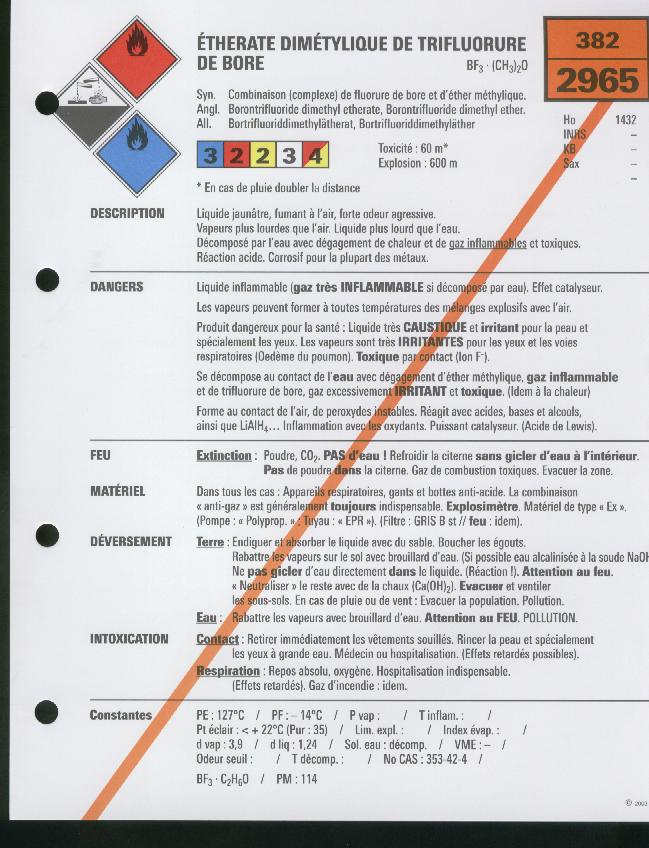 ÉTHERATE DIMÉTYLIQUE DE TRIFLUORURE
DE BORE
BF3 · (CH3)2O
382
2965
Syn. Combinaison (complexe) de fluorure de bore et d'éther méthylique.
Angl. Borontrifluoride dimethyl etherate, Borontrifluoride dimethyl ether.
All. Bortrifluoriddimethylätherat, Bortrifluoriddimethyläther
Ho 1432
INRS –
KB –
Sax –
–
3 2 2 3 4
Toxicité : 60 m*
Explosion : 600 m
* En cas de pluie doubler la distance
DESCRIPTION
Liquide jaunâtre, fumant à l'air, forte odeur agressive.
Vapeurs plus lourdes que l'air. Liquide plus lourd que l'eau.
Décomposé par l'eau avec dégagement de chaleur et de gaz inflammables et toxiques.
Réaction acide. Corrosif pour la plupart des métaux.
DANGERS
Liquide inflammable (gaz très INFLAMMABLE si décomposé par eau). Effet catalyseur.
Les vapeurs peuvent former à toutes températures des mélanges explosifs avec l'air.
Produit dangereux pour la santé : Liquide très CAUSTIQUE et irritant pour la peau et
spécialement les yeux. Les vapeurs sont très IRRITANTES pour les yeux et les voies
respiratoires (Oedème du poumon). Toxique par contact (Ion F–).
Se décompose au contact de l'eau avec dégagement d'éther méthylique, gaz inflammable
et de trifluorure de bore, gaz excessivement IRRITANT et toxique. (Idem à la chaleur)
Forme au contact de l'air, de peroxydes instables. Réagit avec acides, bases et alcools,
ainsi que LiAlH4... Inflammation avec les oxydants. Puissant catalyseur. (Acide de Lewis).
FEU
Extinction : Poudre, CO2. PAS d'eau ! Refroidir la citerne sans gicler d'eau à l'intérieur.
Pas de poudre dans la citerne. Gaz de combustion toxiques. Evacuer la zone.
MATÉRIEL
Dans tous les cas : Appareils respiratoires, gants et bottes anti-acide. La combinaison
« anti-gaz » est généralement toujours indispensable. Explosimètre. Matériel de type « Ex ».
(Pompe : « Polyprop. » ; Tuyau : « EPR »). (Filtre : GRIS B st // feu : idem).
DÉVERSEMENT
Terre : Endiguer et absorber le liquide avec du sable. Boucher les égouts.
Rabattre les vapeurs sur le sol avec brouillard d'eau. (Si possible eau alcalinisée à la soude NaOH
Ne pas gicler d'eau directement dans le liquide. (Réaction !). Attention au feu.
« Neutraliser » le reste avec de la chaux (Ca(OH)2). Evacuer et ventiler
les sous-sols. En cas de pluie ou de vent : Evacuer la population. Pollution.
Eau : Rabattre les vapeurs avec brouillard d'eau. Attention au FEU. POLLUTION.
INTOXICATION
Contact : Retirer immédiatement les vêtements souillés. Rincer la peau et spécialement
les yeux à grande eau. Médecin ou hospitalisation. (Effets retardés possibles).
Respiration : Repos absolu, oxygène. Hospitalisation indispensable.
(Effets retardés). Gaz d'incendie : idem.
Constantes
PE : 127°C / PF : – 14°C / P vap : / T inflam. : /
Pt éclair : < + 22°C (Pur : 35) / Lim. expl. : / Index évap. : /
d vap : 3,9 / d liq : 1,24 / Sol. eau : décomp. / VME : – /
Odeur seuil : / T décomp. : / No CAS : 353-42-4 /
BF3 · C2H6O / PM : 114
© 2003